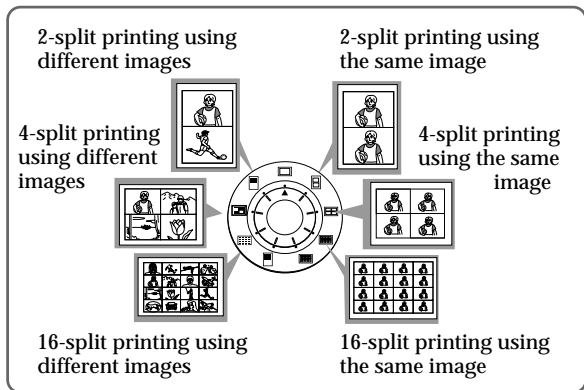 2-split printing using
different images
2-split printing using
the same image
4-split printing
using different
images
4-split printing
using the same
image
16-split printing using
different images
16-split printing using
the same image